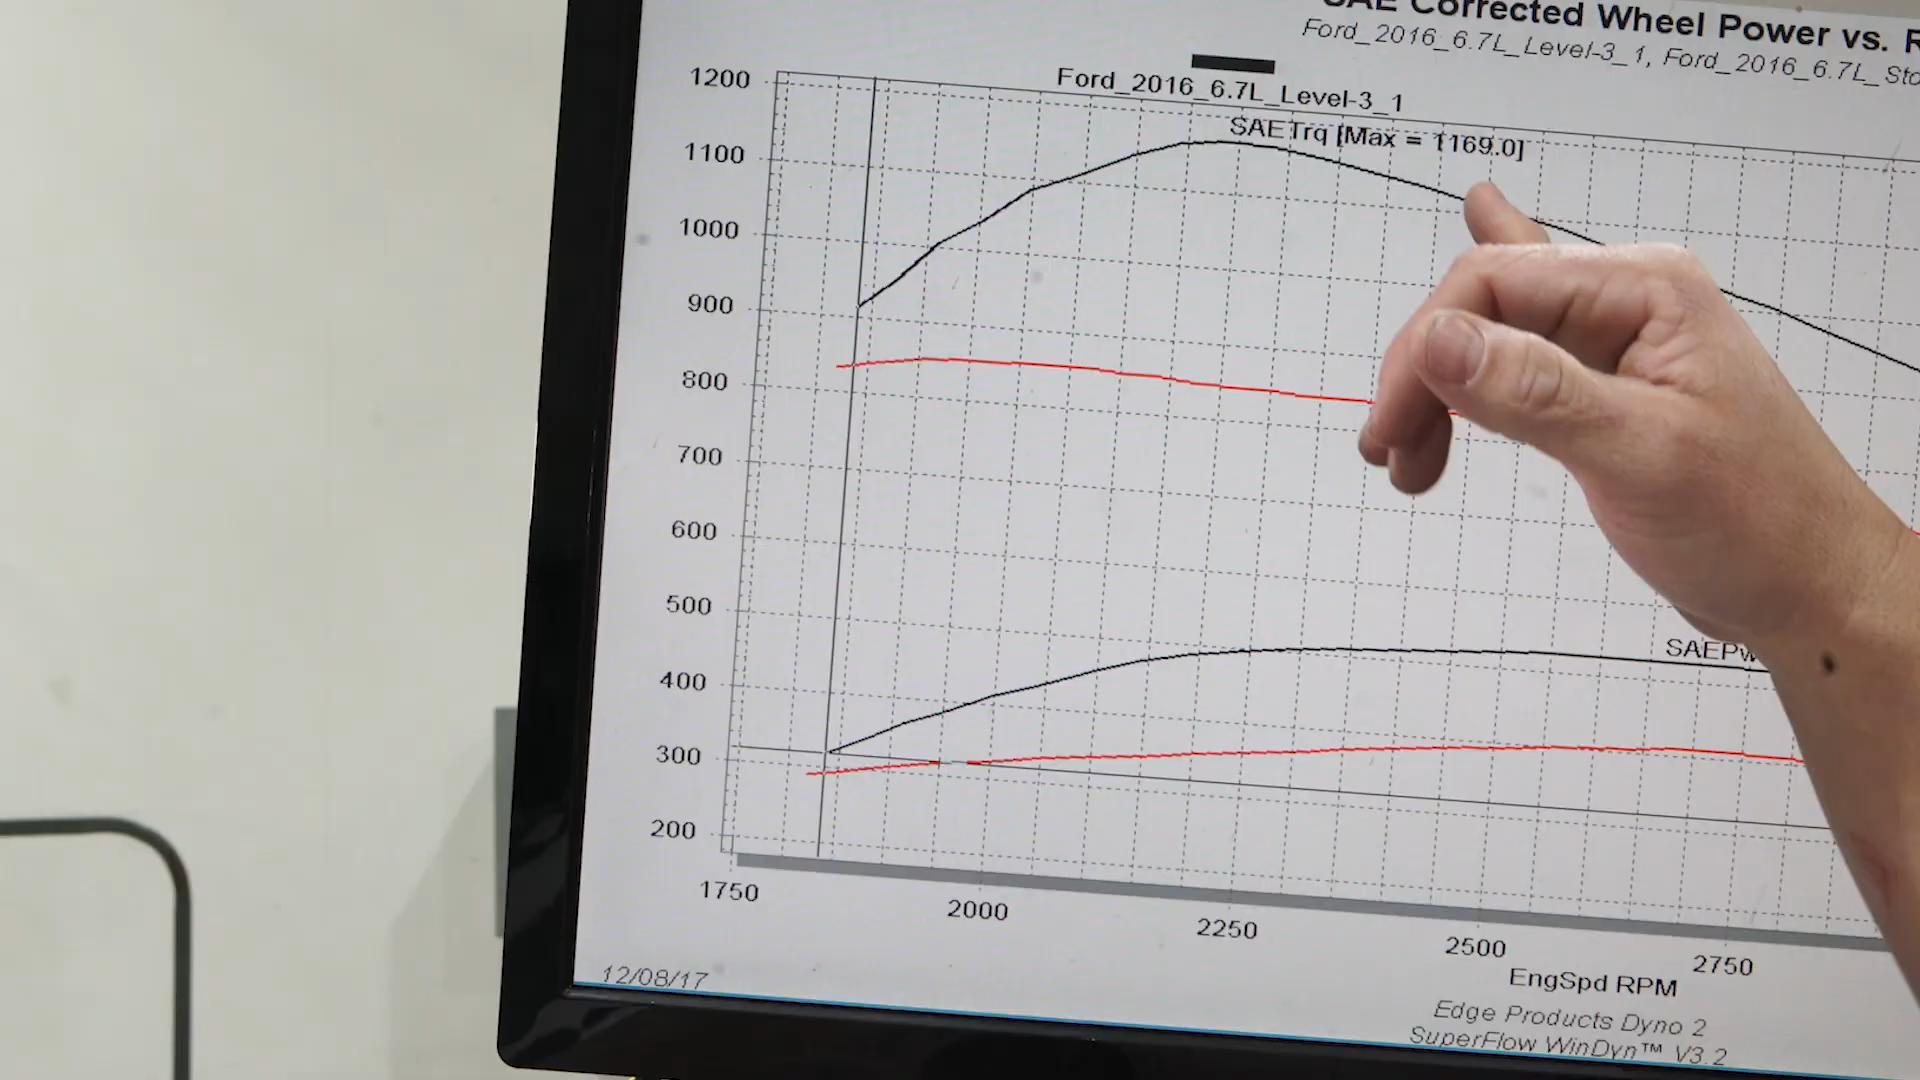 SAE Corrected Wheel Power vs.
Ford_2016_6.7L_Level-3_1, Ford_2016_6.7L_
Ford_2016_6.7L_Level-3_1
SAETrq [Max = 1169.0]
1200
1100
1000
900
800
700
600
500
400
300
200
SAEPw
1750
2000
2250
2500
2750
EngSpd RPM
12/08/17
Edge Products Dyno 2
SuperFlow WinDyn™ V3.2